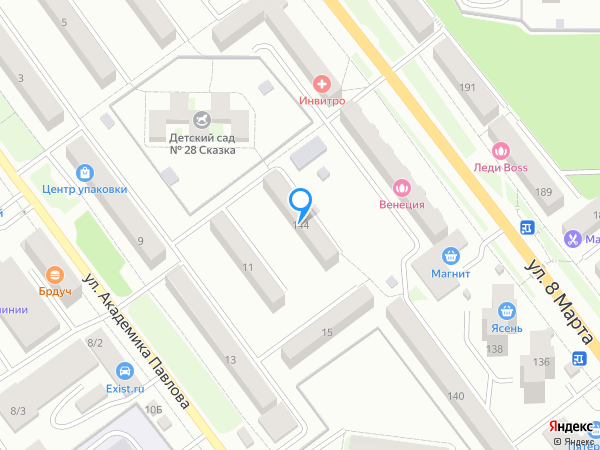 5
3
191
Инвитро
Детский сад
№ 28 Сказка
Леди Boss
189
Центр упаковки
Венеция
144
9
11
Магнит
ул. 8 Марта
Брдуч
ул. Академика Павлова
Ясень
15
138
136
8/2
13
Exist.ru
140
8/3
10Б
Яндекс
© Яндекс